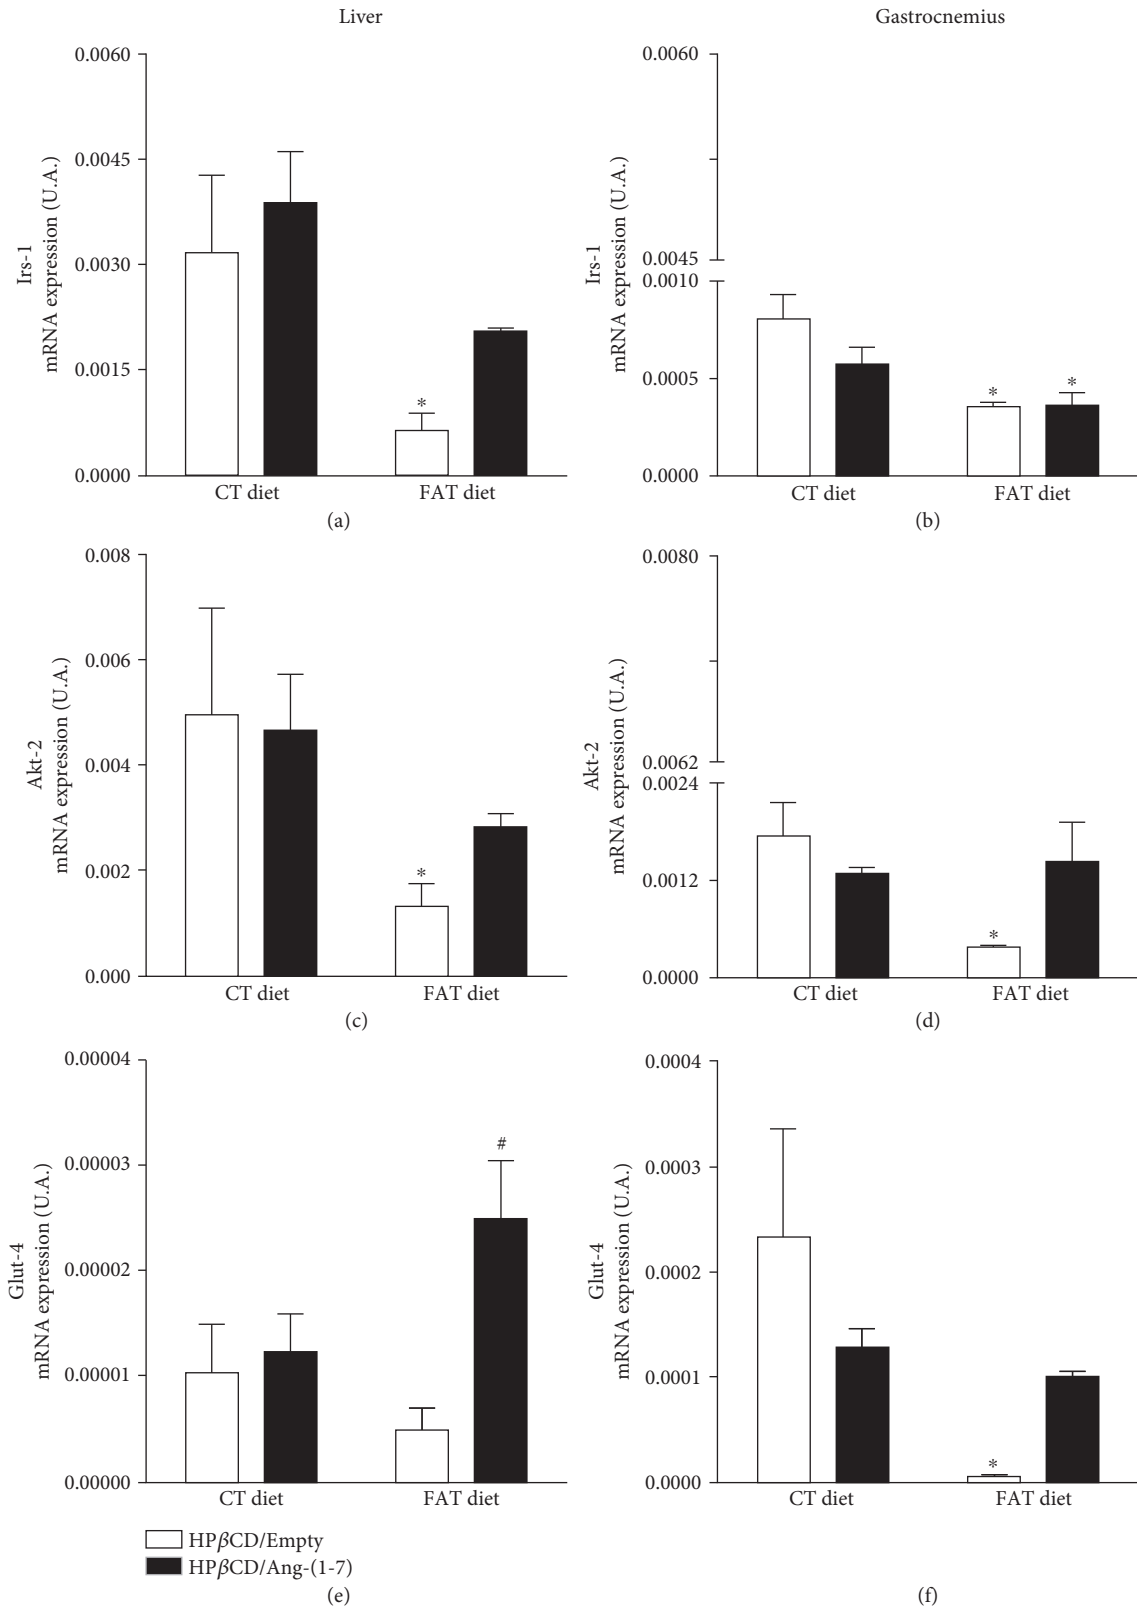 Liver
Gastrocnemius
Irs-1
mRNA expression (U.A.)
0.0060
0.0045
0.0030
0.0015
0.0000
*
CT diet
FAT diet
(a)
Irs-1
mRNA expression (U.A.)
0.0060
0.0045
0.0010
0.0005
0.0000
*
*
CT diet
FAT diet
(b)
Akt-2
mRNA expression (U.A.)
0.008
0.006
0.004
0.002
0.000
*
CT diet
FAT diet
(c)
Akt-2
mRNA expression (U.A.)
0.0080
0.0062
0.0024
0.0012
0.0000
*
CT diet
FAT diet
(d)
Glut-4
mRNA expression (U.A.)
0.00004
0.00003
0.00002
0.00001
0.00000
#
CT diet
FAT diet
HPβCD/Empty
HPβCD/Ang-(1-7)
(e)
Glut-4
mRNA expression (U.A.)
0.0004
0.0003
0.0002
0.0001
0.0000
*
CT diet
FAT diet
(f)